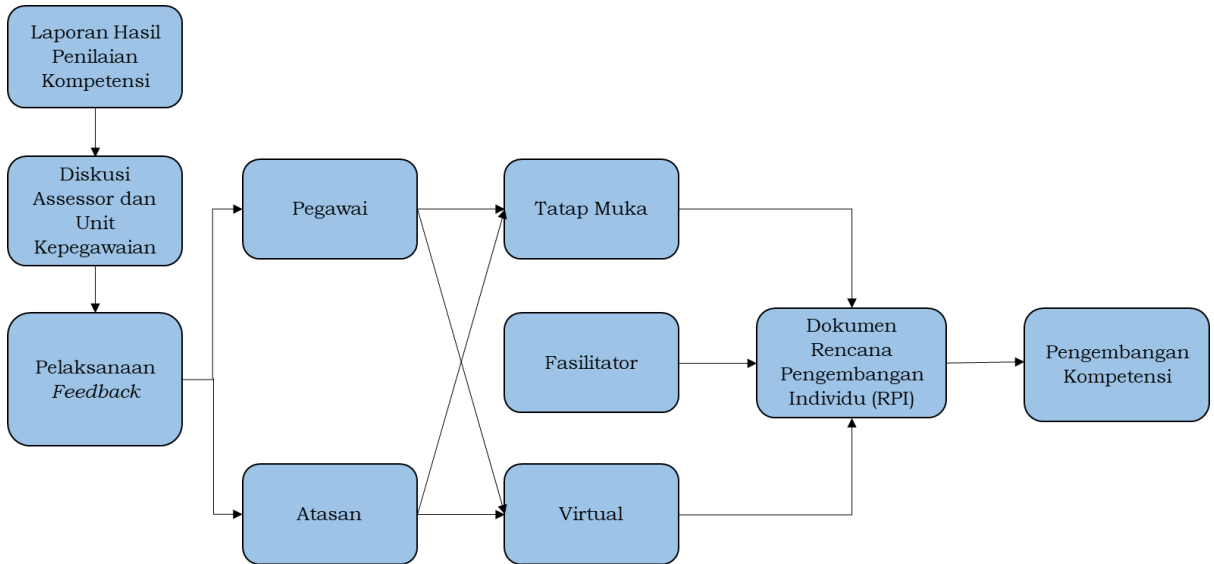 Laporan Hasil
Penilaian
Kompetensi
Diskusi
Assessor dan
Unit
Kepegawaian
Pelaksanaan
Feedback
Pegawai
Atasan
Tatap Muka
Fasilitator
Virtual
Dokumen
Rencana
Pengembangan
Individu (RPI)
Pengembangan
Kompetensi